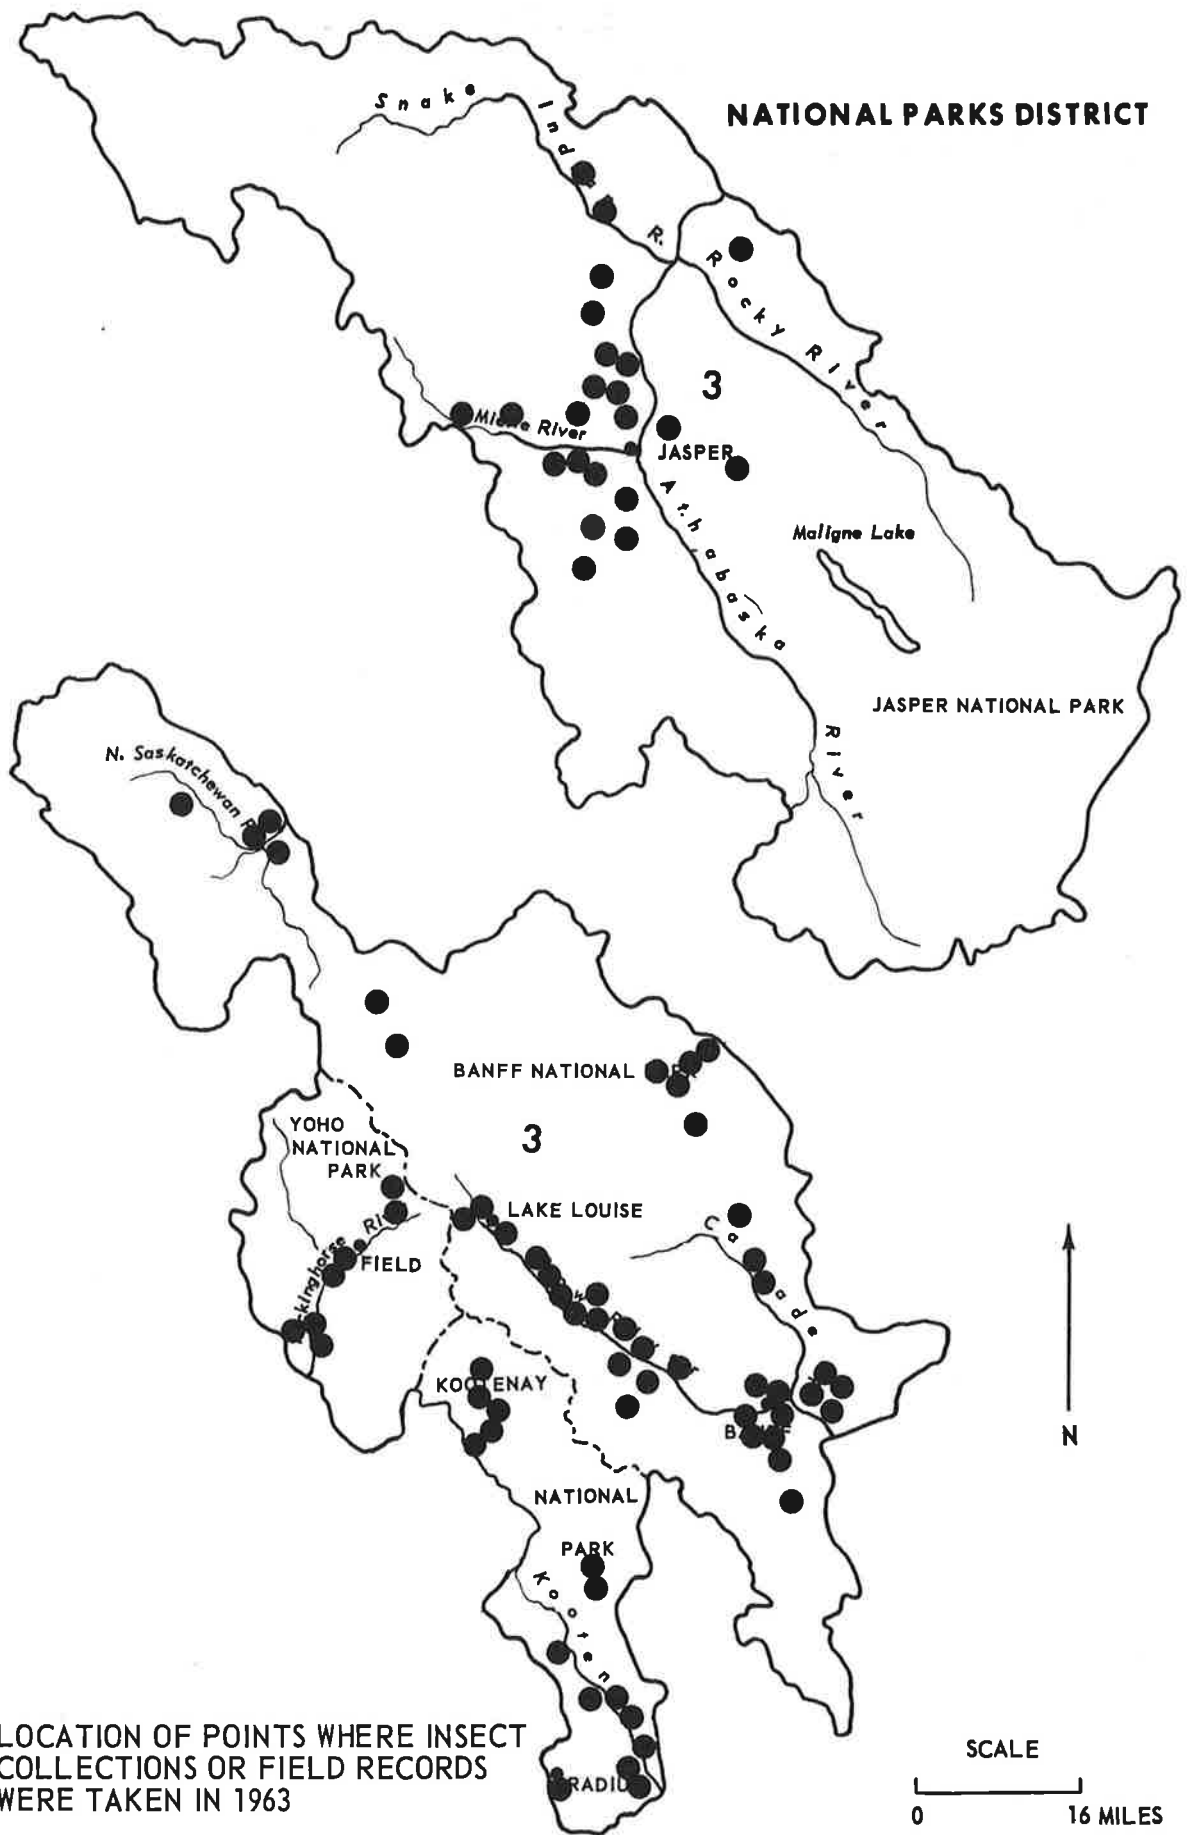 NATIONAL PARKS DISTRICT
Snake
R.
Rocky River
3
River
JASPER
Athabaska
River
Maligne Lake
JASPER NATIONAL PARK
N. Saskatchewan
BANFF NATIONAL
3
YOHO
NATIONAL
PARK
LAKE LOUISE
FIELD
NATIONAL
PARK
N
LOCATION OF POINTS WHERE INSECT
COLLECTIONS OR FIELD RECORDS
WERE TAKEN IN 1963
SCALE
0 16 MILES